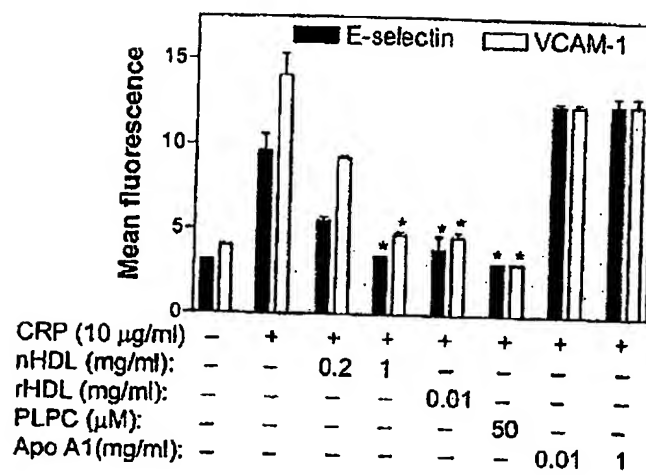 E-selectin VCAM-1
Mean fluorescence
15
10
5
0
* * * * * *
CRP (10 µg/ml) – + + + + + + +
nHDL (mg/ml): – – 0.2 1 – – – –
rHDL (mg/ml): – – – – 0.01 – – –
PLPC (µM): – – – – – 50 – –
Apo A1(mg/ml): – – – – – – 0.01 1